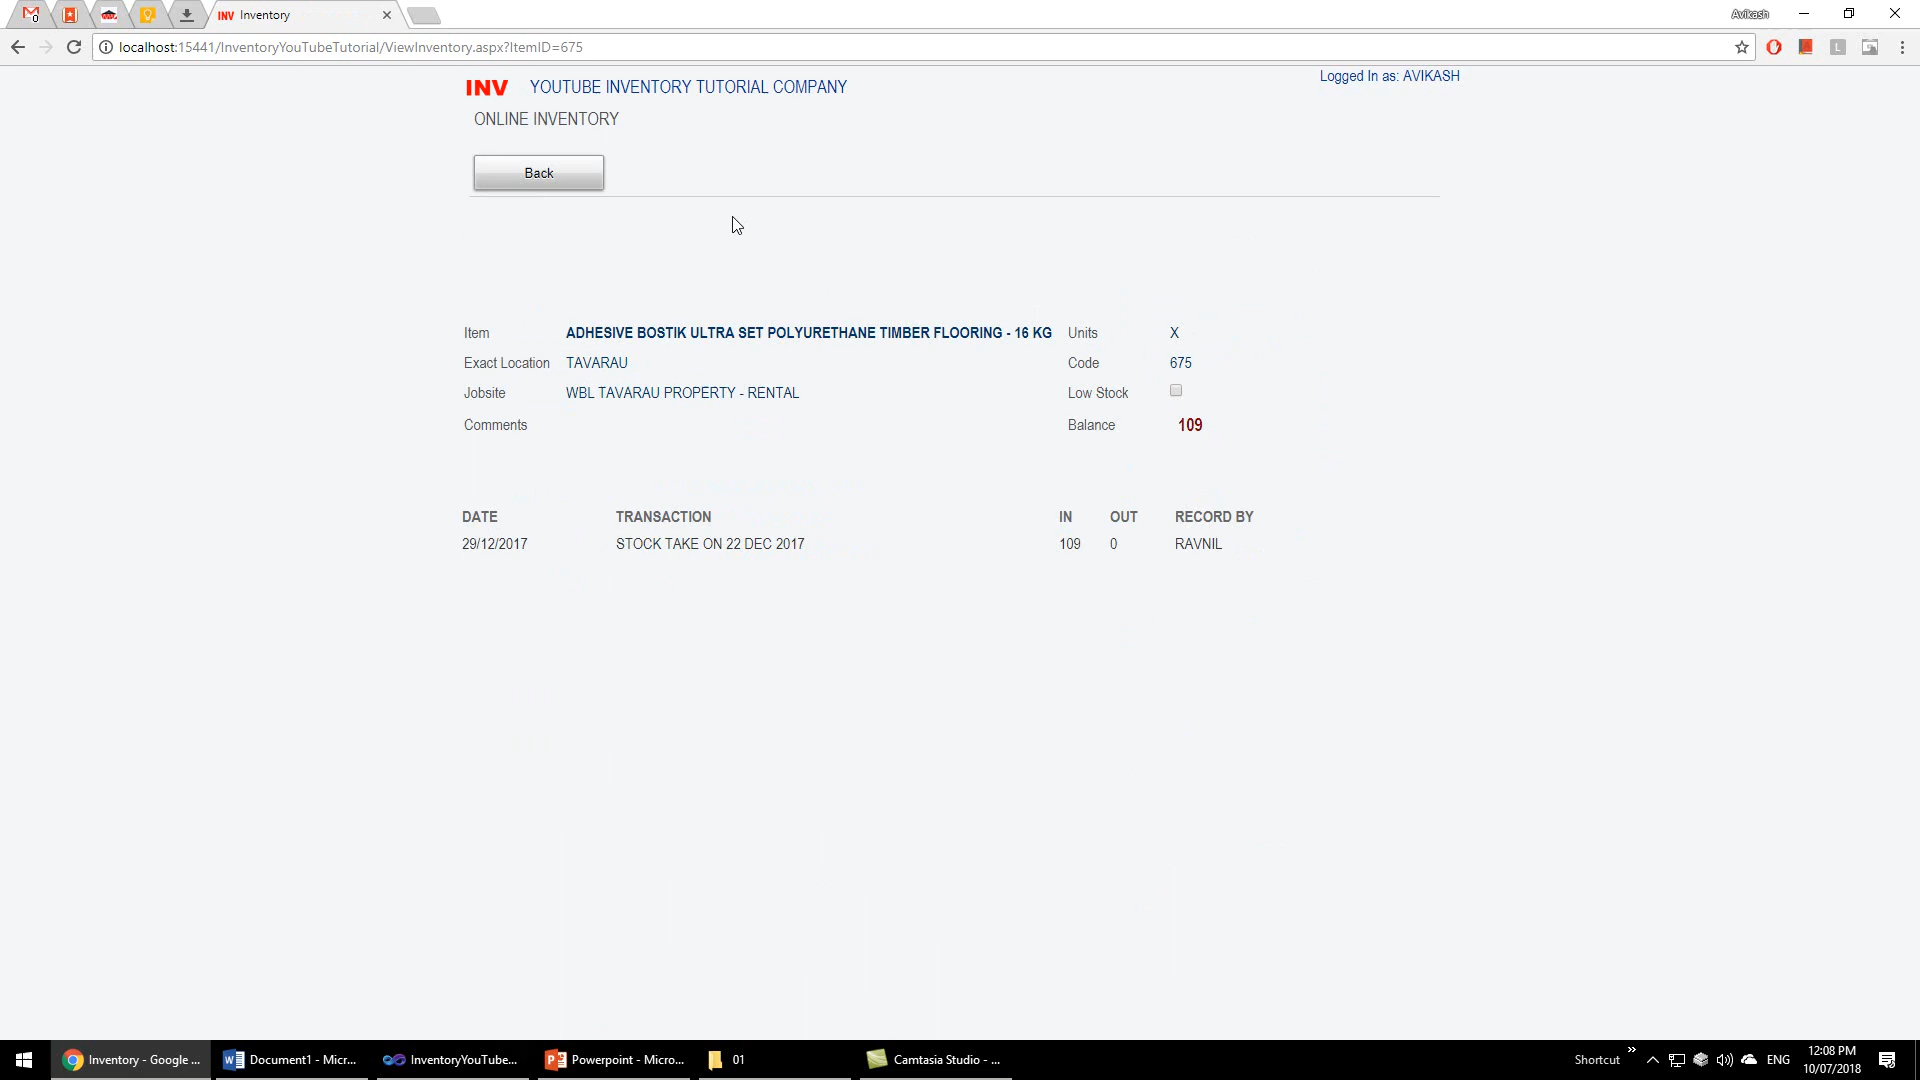 INV Inventory
Avikash
localhost:15441/InventoryYouTubeTutorial/ViewInventory.aspx?ItemID=675
INV YOUTUBE INVENTORY TUTORIAL COMPANY
Logged In as: AVIKASH
ONLINE INVENTORY
Back
Item ADHESIVE BOSTIK ULTRA SET POLYURETHANE TIMBER FLOORING - 16 KG Units X
Exact Location TAVARAU Code 675
Jobsite WBL TAVARAU PROPERTY - RENTAL Low Stock
Comments Balance 109
DATE TRANSACTION IN OUT RECORD BY
29/12/2017 STOCK TAKE ON 22 DEC 2017 109 0 RAVNIL
Inventory - Google ... Document1 - Micr... InventoryYouTube... Powerpoint - Micro... 01 Camtasia Studio - ... Shortcut ENG 12:08 PM
10/07/2018